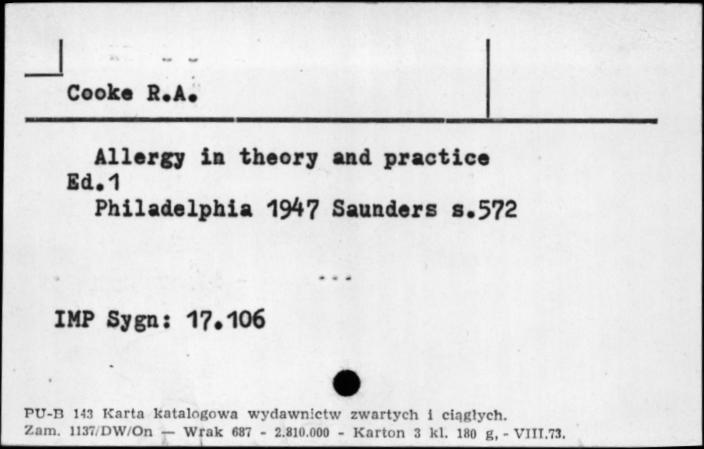 Cooke R.A.
Allergy in theory and practice
Ed.1
Philadelphia 1947 Saunders s.572
IMP Sygn: 17.106
PU-B 143 Karta katalogowa wydawnictw zwartych i ciągłych.
Zam. 1137/DW/On — Wrak 687 - 2.810.000 - Karton 3 kl. 180 g, - VIII.73.